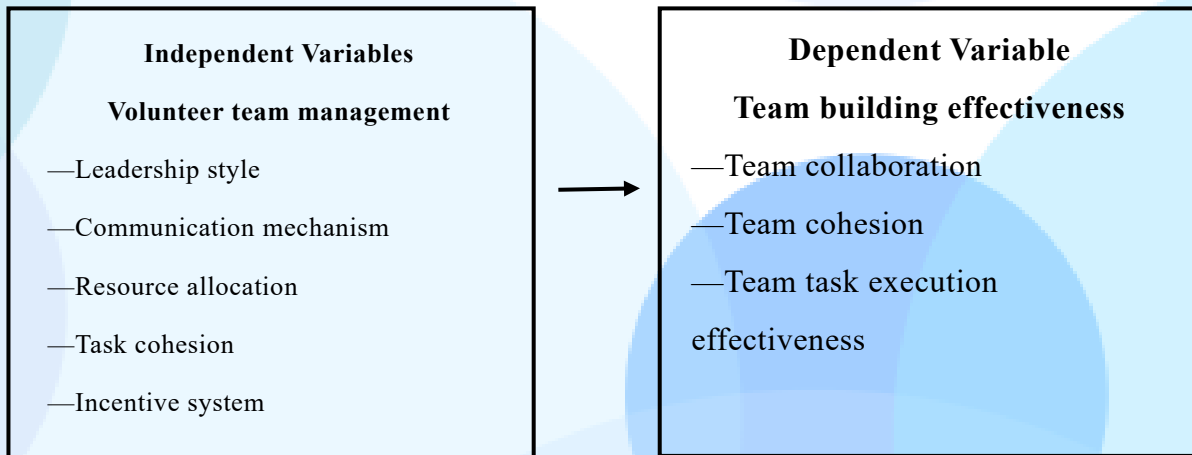 Independent Variables
Volunteer team management
—Leadership style
—Communication mechanism
—Resource allocation
—Task cohesion
—Incentive system
Dependent Variable
Team building effectiveness
—Team collaboration
—Team cohesion
—Team task execution
effectiveness